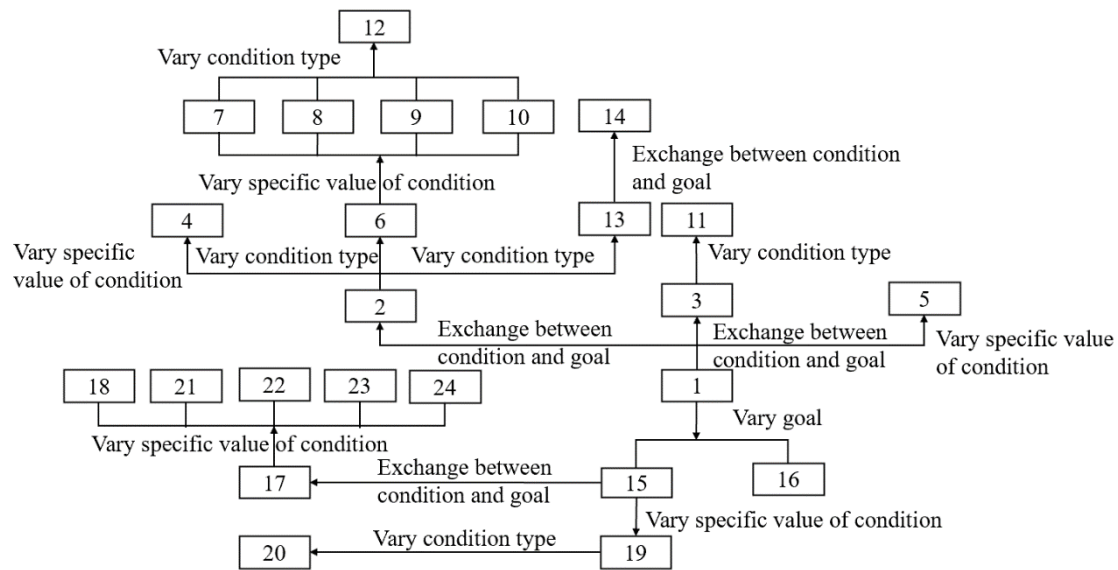 12
Vary condition type
7 8 9 10
14
Exchange between condition
and goal
Vary specific value of condition
4 6 13 11
Vary specific
value of condition
Vary condition type Vary condition type
Vary condition type
2 3 5
Exchange between
condition and goal
Exchange between
condition and goal
Vary specific value
of condition
18 21 22 23 24
1
Vary goal
Vary specific value of condition
17
Exchange between
condition and goal
15 16
Vary specific value of condition
20
Vary condition type
19